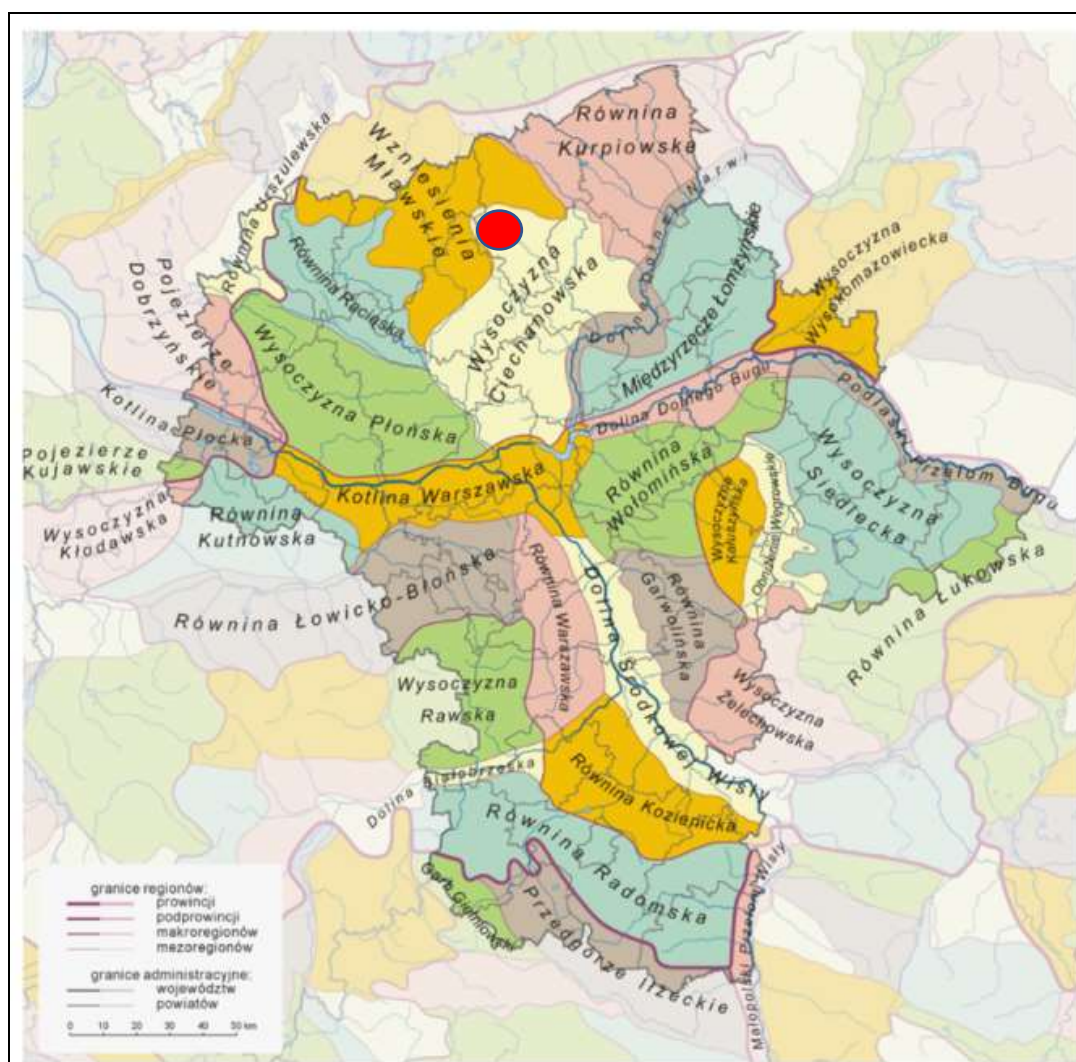 Równina
Kurpiowska
Wzniesienia
Mławskie
Równina Urszulewska
Dolina Dolnej Narwi
Pojezierze
Dobrzyńskie
Równina Raciąska
Wysoczyzna
Ciechanowska
Międzyrzecze Łomżyńskie
Wysoczyzna
Wysokomazowiecka
Wysoczyzna Płońska
Kotlina Płocka
Dolina Dolnego Bugu
Podlaski
Przełom Bugu
Pojezierze
Kujawskie
Kotlina Warszawska
Równina
Wołomińska
Wysoczyzna
Kałuszyńska
Obniżenie Węgrowskie
Wysoczyzna
Siedlecka
Wysoczyzna
Kłodawska
Równina
Kutnowska
Równina Łowicko-Błońska
Równina Warszawska
Dolina Środkowej Wisły
Równina
Garwolińska
Równina Łukowska
Wysoczyzna
Rawska
Wysoczyzna
Żelechowska
Dolina Białobrzeska
Równina Kozienicka
Równina Radomska
Garb Gielniowski
Przedgórze Iłżeckie
Małopolski Przełom Wisły
granice regionów:
prowincji
podprowincji
makroregionów
mezoregionów
granice administracyjne:
województw
powiatów
0 10 20 30 40 50 km